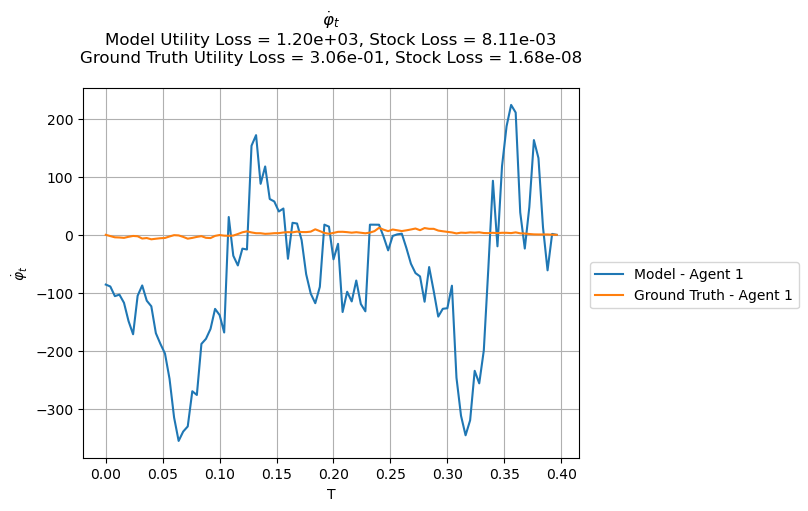 φ̇ₜ
Model Utility Loss = 1.20e+03, Stock Loss = 8.11e-03
Ground Truth Utility Loss = 3.06e-01, Stock Loss = 1.68e-08
200
100
0
−100
−200
−300
φ̇ₜ
0.00 0.05 0.10 0.15 0.20 0.25 0.30 0.35 0.40
T
Model - Agent 1
Ground Truth - Agent 1